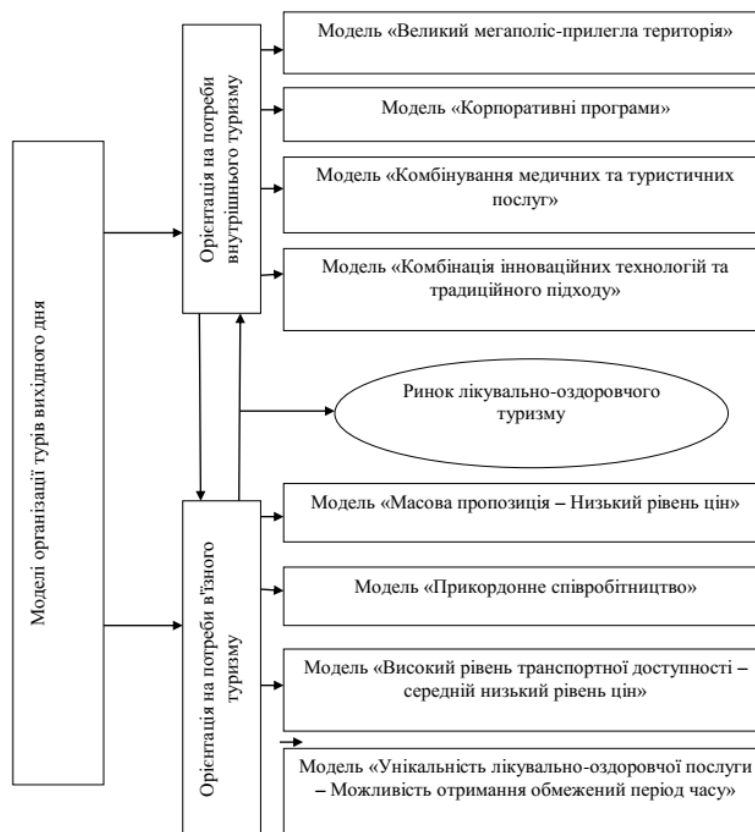 Моделі організації турів вихідного дня
Орієнтація на потреби
внутрішнього туризму
Модель «Великий мегаполіс-прилегла територія»
Модель «Корпоративні програми»
Модель «Комбінування медичних та туристичних
послуг»
Модель «Комбінація інноваційних технологій та
традиційного підходу»
Ринок лікувально-оздоровчого
туризму
Орієнтація на потреби в'їзного
туризму
Модель «Масова пропозиція – Низький рівень цін»
Модель «Прикордонне співробітництво»
Модель «Високий рівень транспортної доступності –
середній низький рівень цін»
Модель «Унікальність лікувально-оздоровчої послуги
– Можливість отримання обмежений період часу»